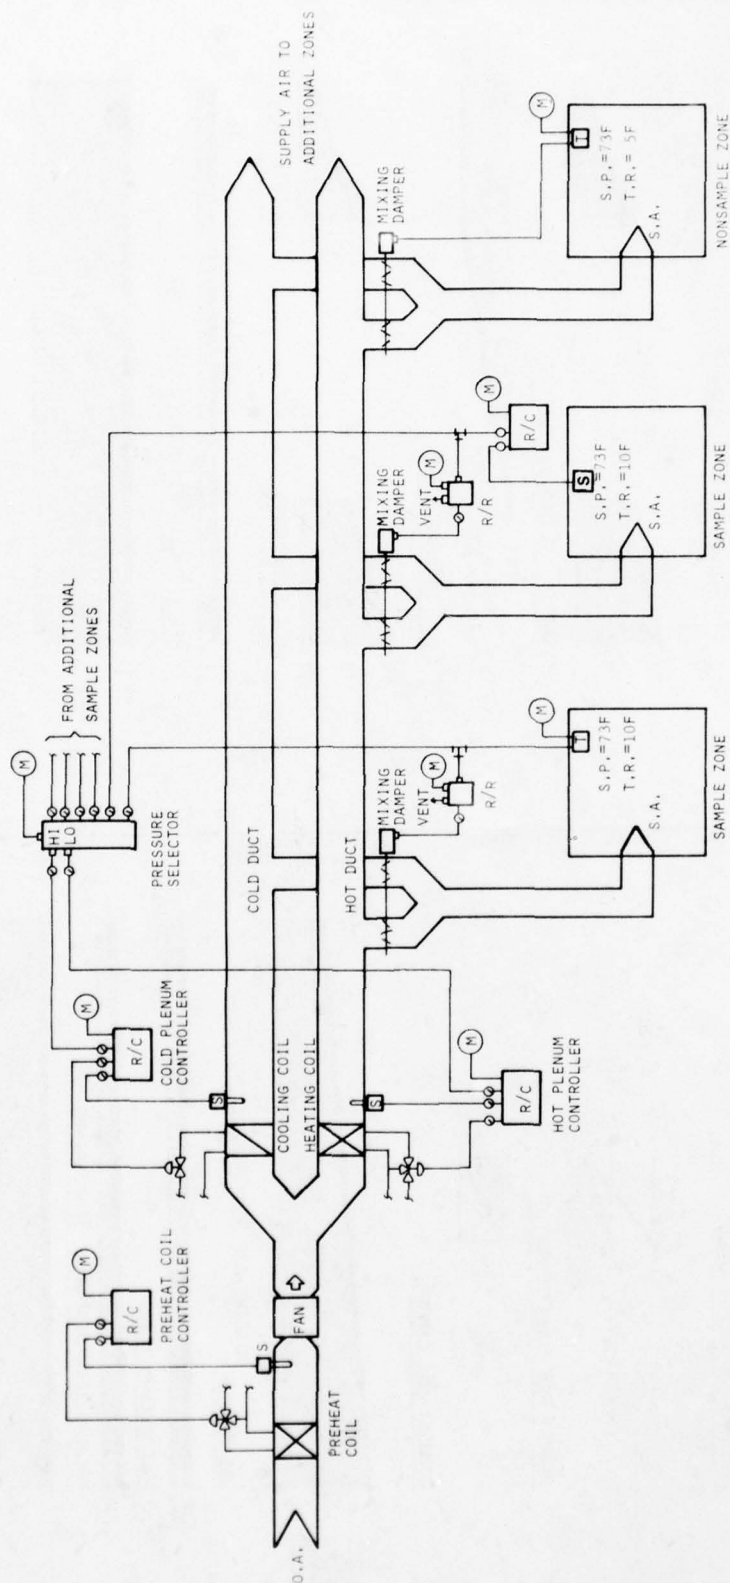 O.A.
PREHEAT
COIL
S
FAN
R/C
M
PREHEAT COIL
CONTROLLER
COOLING COIL
HEATING COIL
S
R/C
M
COLD PLENUM
CONTROLLER
S
R/C
M
HOT PLENUM
CONTROLLER
M
HI
LO
PRESSURE
SELECTOR
FROM ADDITIONAL
SAMPLE ZONES
COLD DUCT
HOT DUCT
SUPPLY AIR TO
ADDITIONAL ZONES
MIXING
DAMPER
VENT
M
R/R
M
T
S.P.=73F
T.R.=10F
S.A.
SAMPLE ZONE
MIXING
DAMPER
VENT
M
R/R
M
R/C
S
S.P.=73F
T.R.=10F
S.A.
SAMPLE ZONE
MIXING
DAMPER
M
T
S.P.=73F
T.R.= 5F
S.A.
NONSAMPLE ZONE